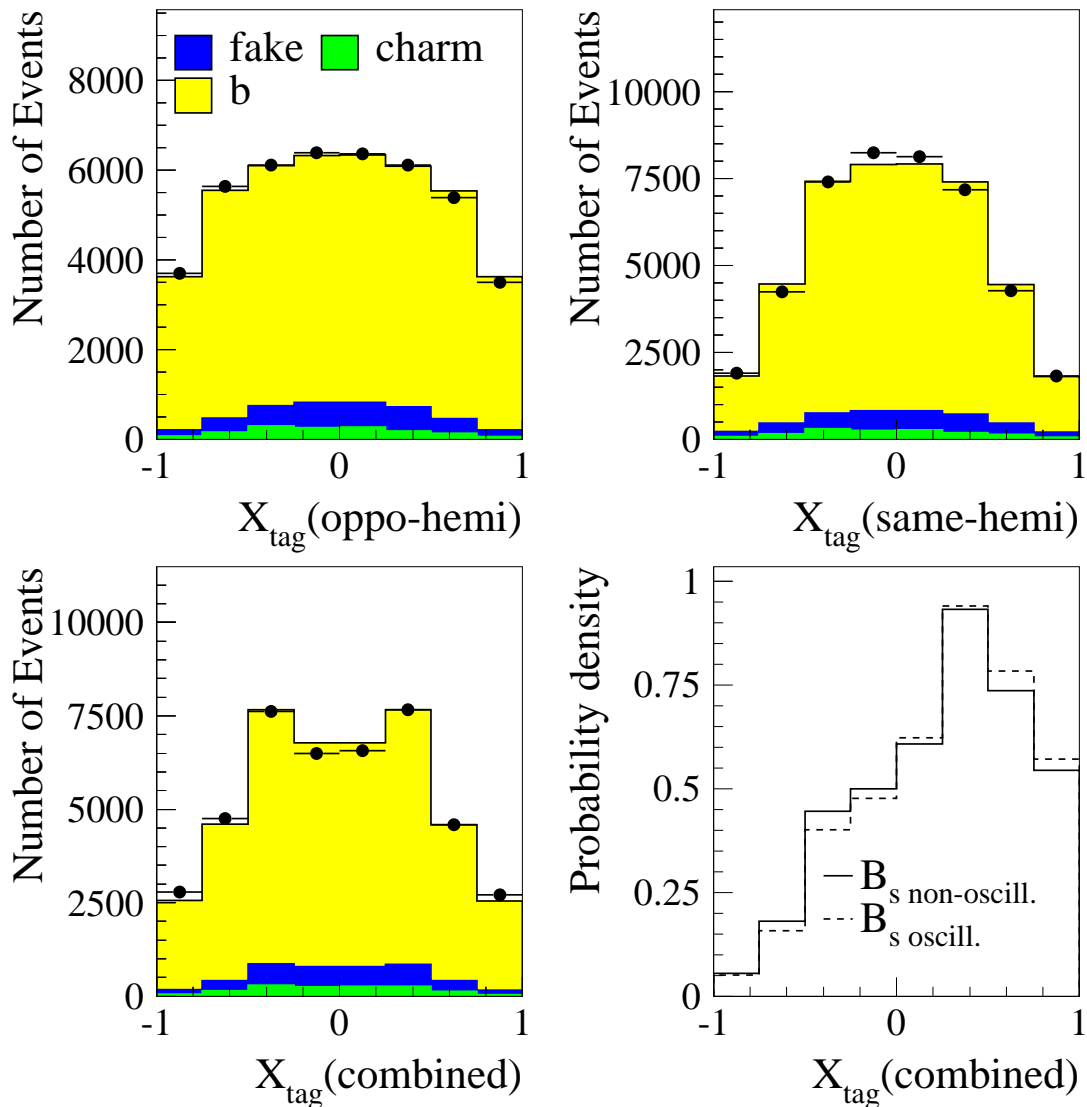 Number of Events
fake
charm
b
8000
6000
4000
2000
0
-1
0
1
X_tag(oppo-hemi)
Number of Events
10000
7500
5000
2500
0
-1
0
1
X_tag(same-hemi)
Number of Events
10000
7500
5000
2500
0
-1
0
1
X_tag(combined)
Probability density
1
0.75
0.5
0.25
0
B_s non-oscill.
B_s oscill.
-1
0
1
X_tag(combined)